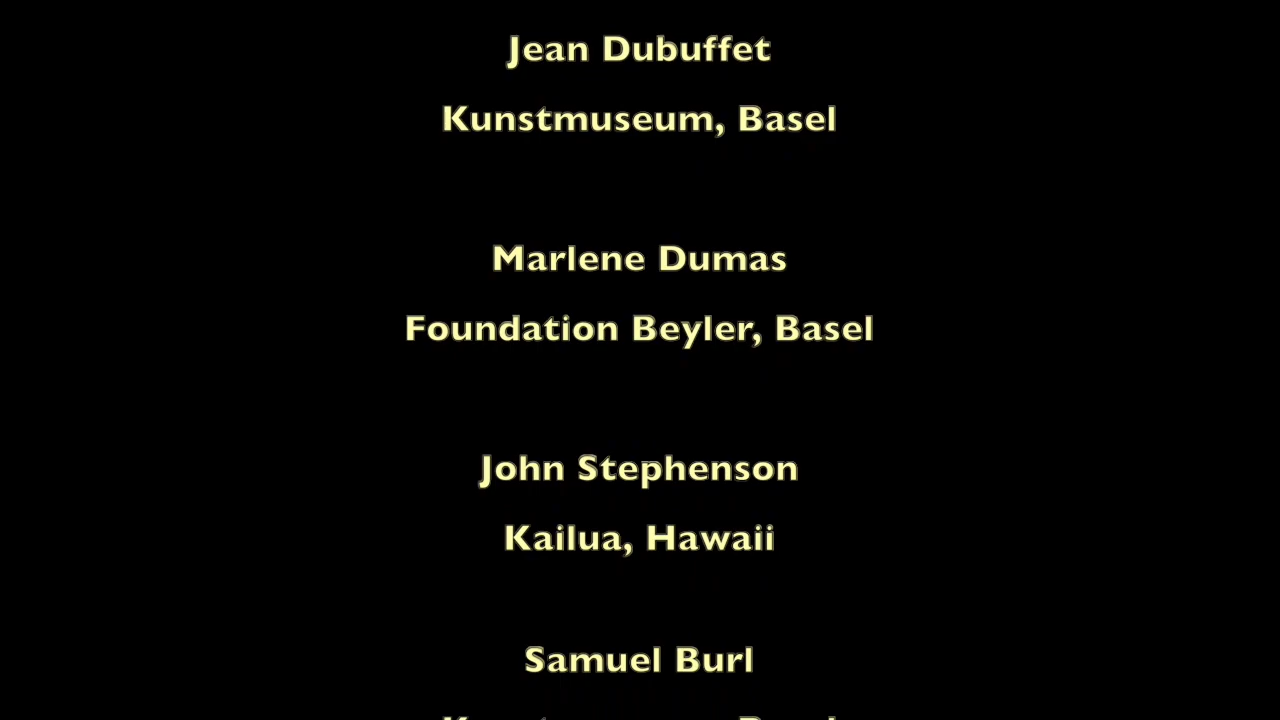 Jean Dubuffet
Kunstmuseum, Basel
Marlene Dumas
Foundation Beyler, Basel
John Stephenson
Kailua, Hawaii
Samuel Burl